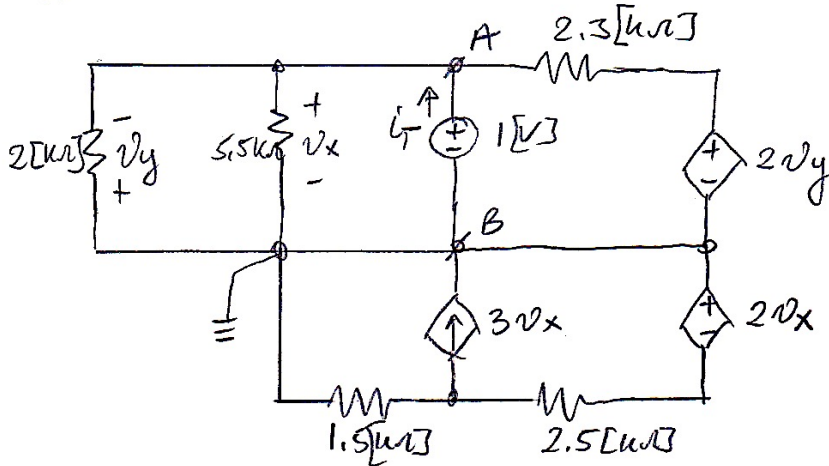 A
2.3[kΩ]
2[kΩ]
-
vy
+
5.5kΩ
+
vx
-
iT
+
-
1[v]
+
-
2vy
B
3vx
+
-
2vx
1.5[kΩ]
2.5[kΩ]